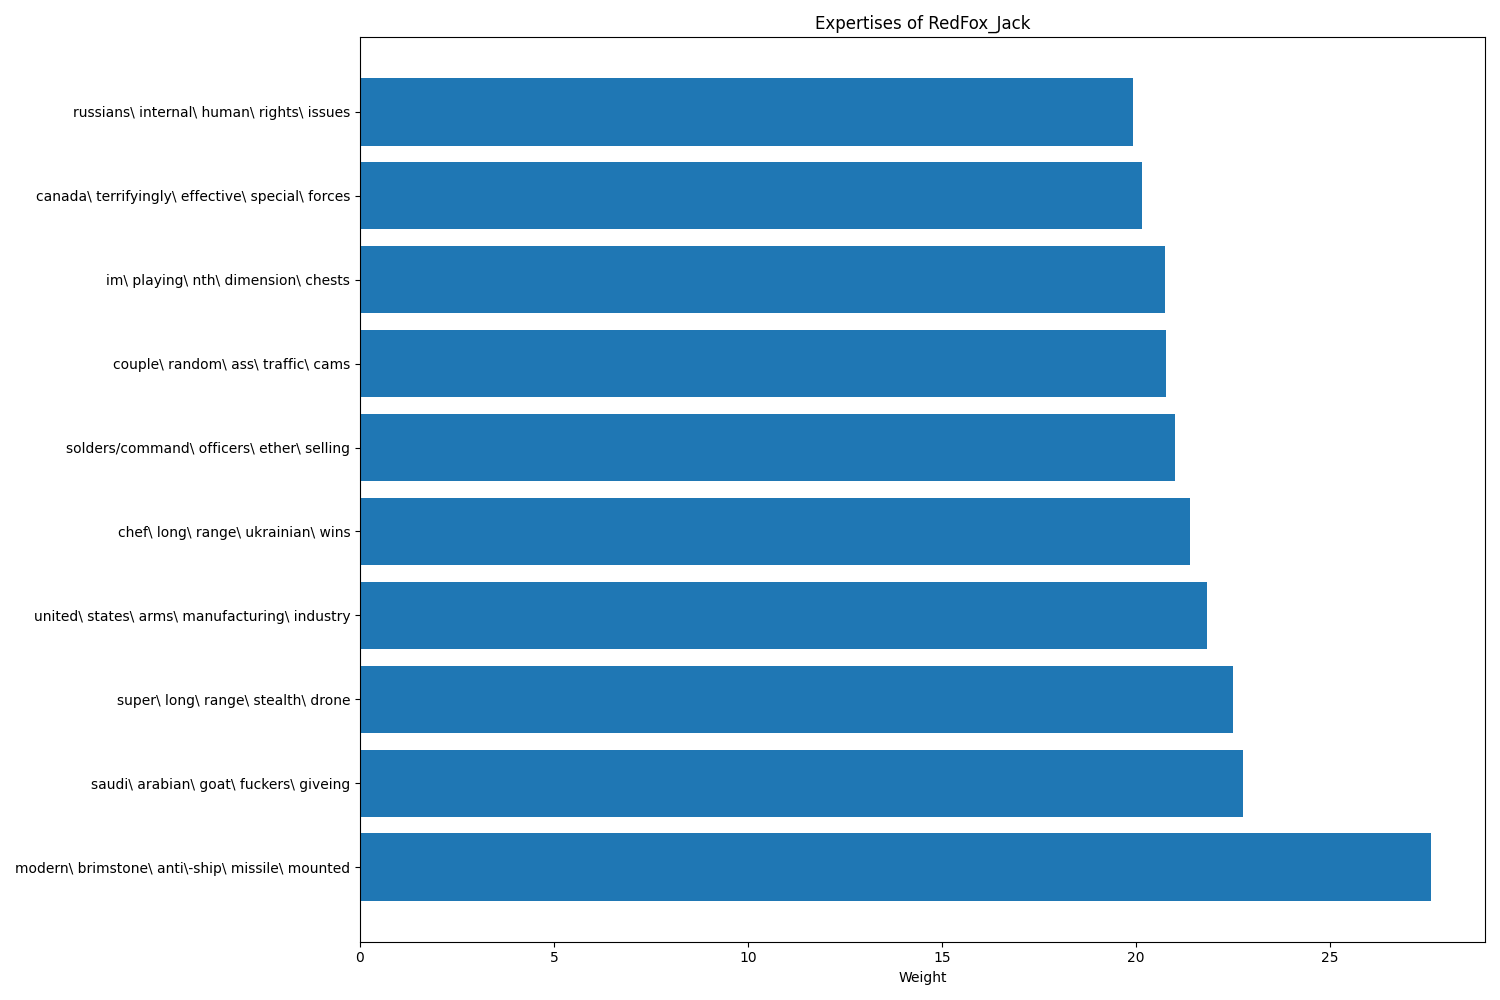 Expertises of RedFox_Jack
russians\ internal\ human\ rights\ issues
canada\ terrifyingly\ effective\ special\ forces
im\ playing\ nth\ dimension\ chests
couple\ random\ ass\ traffic\ cams
solders/command\ officers\ ether\ selling
chef\ long\ range\ ukrainian\ wins
united\ states\ arms\ manufacturing\ industry
super\ long\ range\ stealth\ drone
saudi\ arabian\ goat\ fuckers\ giveing
modern\ brimstone\ anti\-ship\ missile\ mounted
0 5 10 15 20 25
Weight